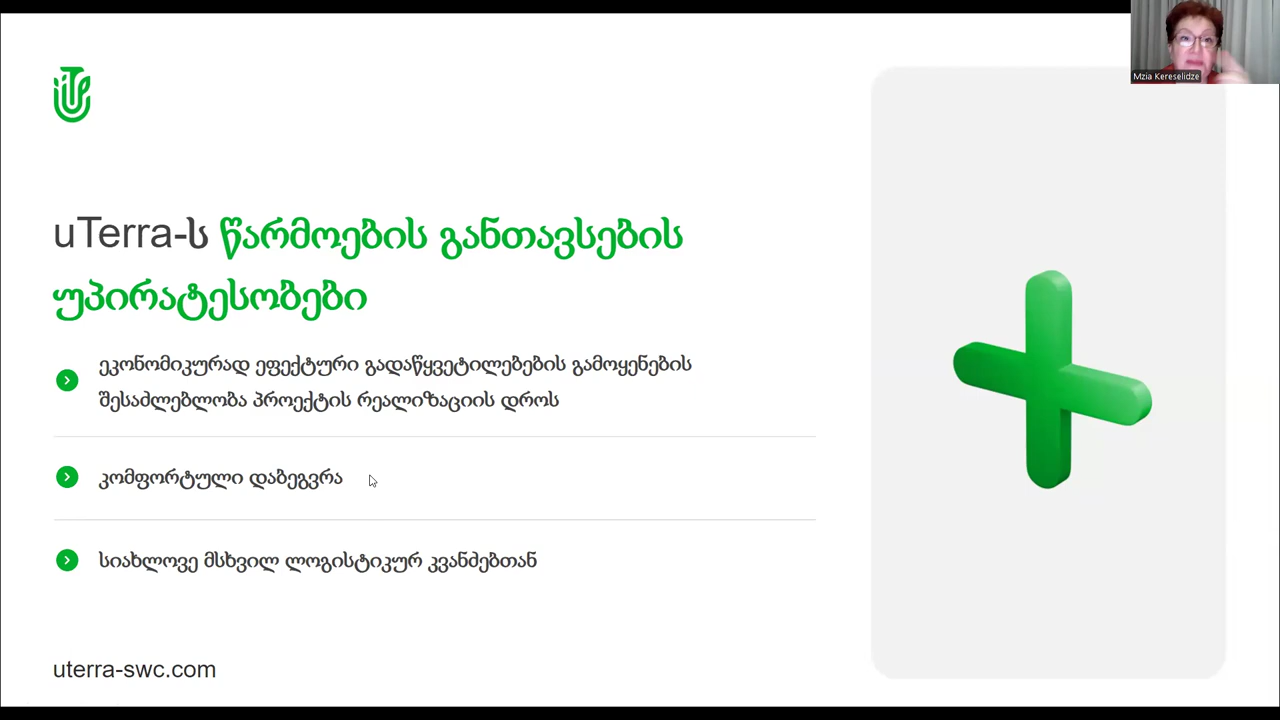 Mzia Kereselidze
uTerra-ს წარმოების განთავსების
უპირატესობები
ეკონომიკურად ეფექტური გადაწყვეტილებების გამოყენების
შესაძლებლობა პროექტის რეალიზაციის დროს
კომფორტული დაბეგვრა
სიახლოვე მსხვილ ლოგისტიკურ კვანძებთან
uterra-swc.com